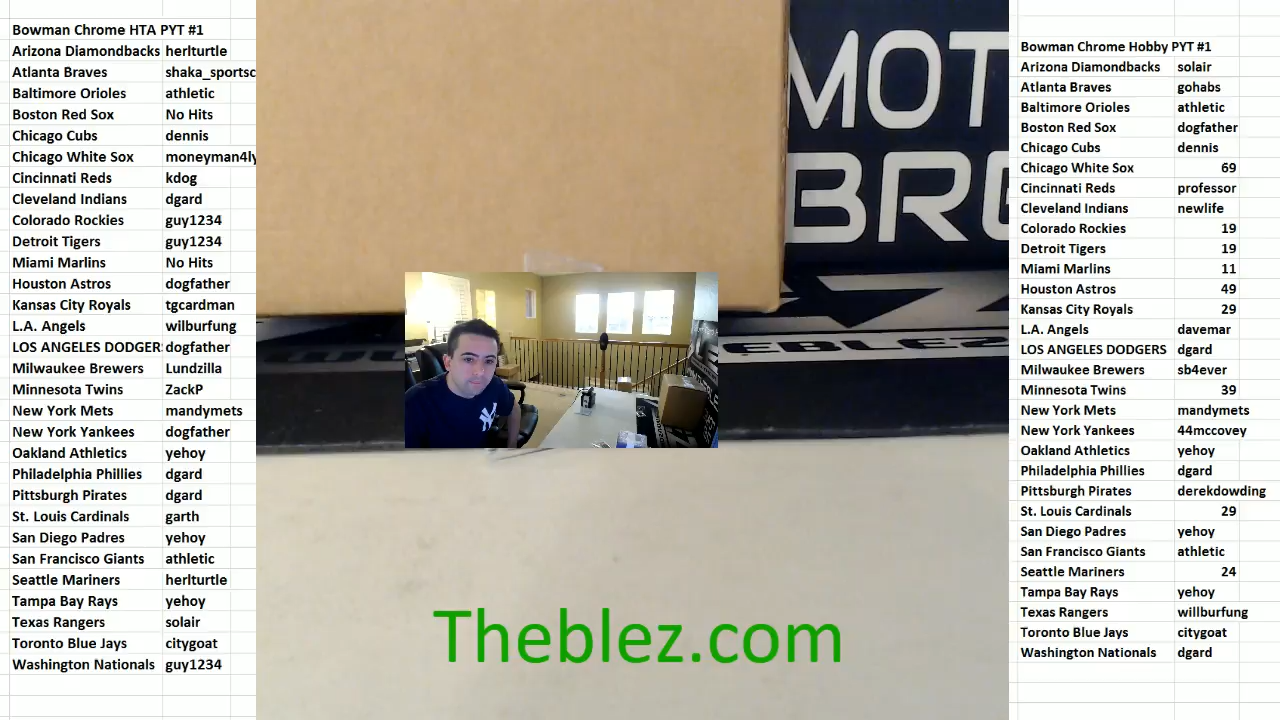 Bowman Chrome HTA PYT #1
Arizona Diamondbacks herlturtle
Atlanta Braves shaka_sportsc
Baltimore Orioles athletic
Boston Red Sox No Hits
Chicago Cubs dennis
Chicago White Sox moneyman4ly
Cincinnati Reds kdog
Cleveland Indians dgard
Colorado Rockies guy1234
Detroit Tigers guy1234
Miami Marlins No Hits
Houston Astros dogfather
Kansas City Royals tgcardman
L.A. Angels wilburfung
LOS ANGELES DODGERS dogfather
Milwaukee Brewers Lundzilla
Minnesota Twins ZackP
New York Mets mandymets
New York Yankees dogfather
Oakland Athletics yehoy
Philadelphia Phillies dgard
Pittsburgh Pirates dgard
St. Louis Cardinals garth
San Diego Padres yehoy
San Francisco Giants athletic
Seattle Mariners herlturtle
Tampa Bay Rays yehoy
Texas Rangers solair
Toronto Blue Jays citygoat
Washington Nationals guy1234
MOT
BRE
EBLEZ
NY
Theblez.com
Bowman Chrome Hobby PYT #1
Arizona Diamondbacks solair
Atlanta Braves gohabs
Baltimore Orioles athletic
Boston Red Sox dogfather
Chicago Cubs dennis
Chicago White Sox 69
Cincinnati Reds professor
Cleveland Indians newlife
Colorado Rockies 19
Detroit Tigers 19
Miami Marlins 11
Houston Astros 49
Kansas City Royals 29
L.A. Angels davemar
LOS ANGELES DODGERS dgard
Milwaukee Brewers sb4ever
Minnesota Twins 39
New York Mets mandymets
New York Yankees 44mccovey
Oakland Athletics yehoy
Philadelphia Phillies dgard
Pittsburgh Pirates derekdowding
St. Louis Cardinals 29
San Diego Padres yehoy
San Francisco Giants athletic
Seattle Mariners 24
Tampa Bay Rays yehoy
Texas Rangers willburfung
Toronto Blue Jays citygoat
Washington Nationals dgard